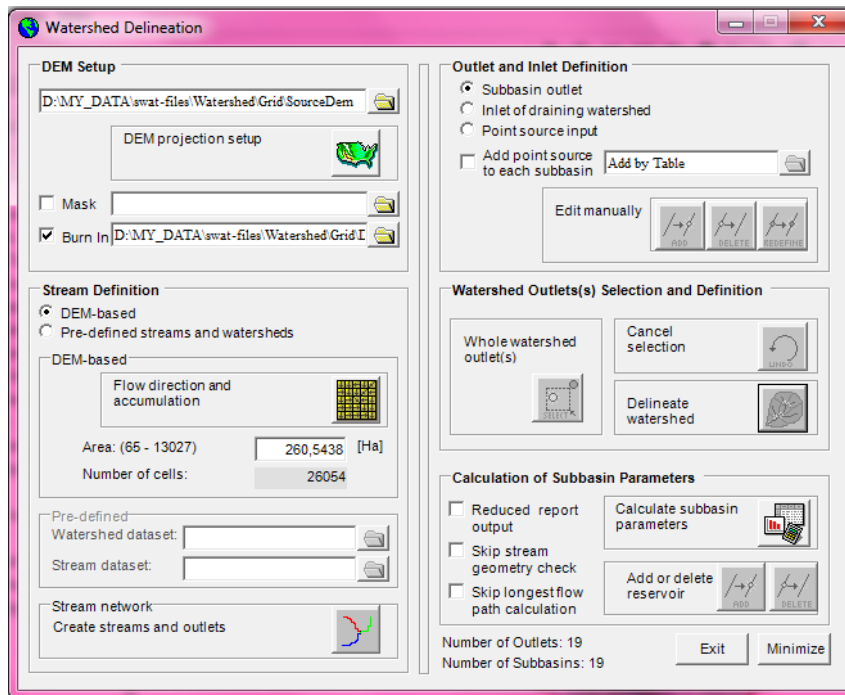 Watershed Delineation
DEM Setup
D:\MY_DATA\swat-files\Watershed\Grid\SourceDem
DEM projection setup
Mask
Burn In
D:\MY_DATA\swat-files\Watershed\Grid\D
Stream Definition
DEM-based
Pre-defined streams and watersheds
DEM-based
Flow direction and
accumulation
Area: (65 - 13027)
260,5438
[Ha]
Number of cells:
26054
Pre-defined
Watershed dataset:
Stream dataset:
Stream network
Create streams and outlets
Outlet and Inlet Definition
Subbasin outlet
Inlet of draining watershed
Point source input
Add point source
to each subbasin
Add by Table
Edit manually
ADD
DELETE
REDEFINE
Watershed Outlets(s) Selection and Definition
Whole watershed
outlet(s)
SELECT
Cancel
selection
UNDO
Delineate
watershed
Calculation of Subbasin Parameters
Reduced report
output
Skip stream
geometry check
Skip longest flow
path calculation
Calculate subbasin
parameters
Add or delete
reservoir
ADD
DELETE
Number of Outlets: 19
Number of Subbasins: 19
Exit
Minimize